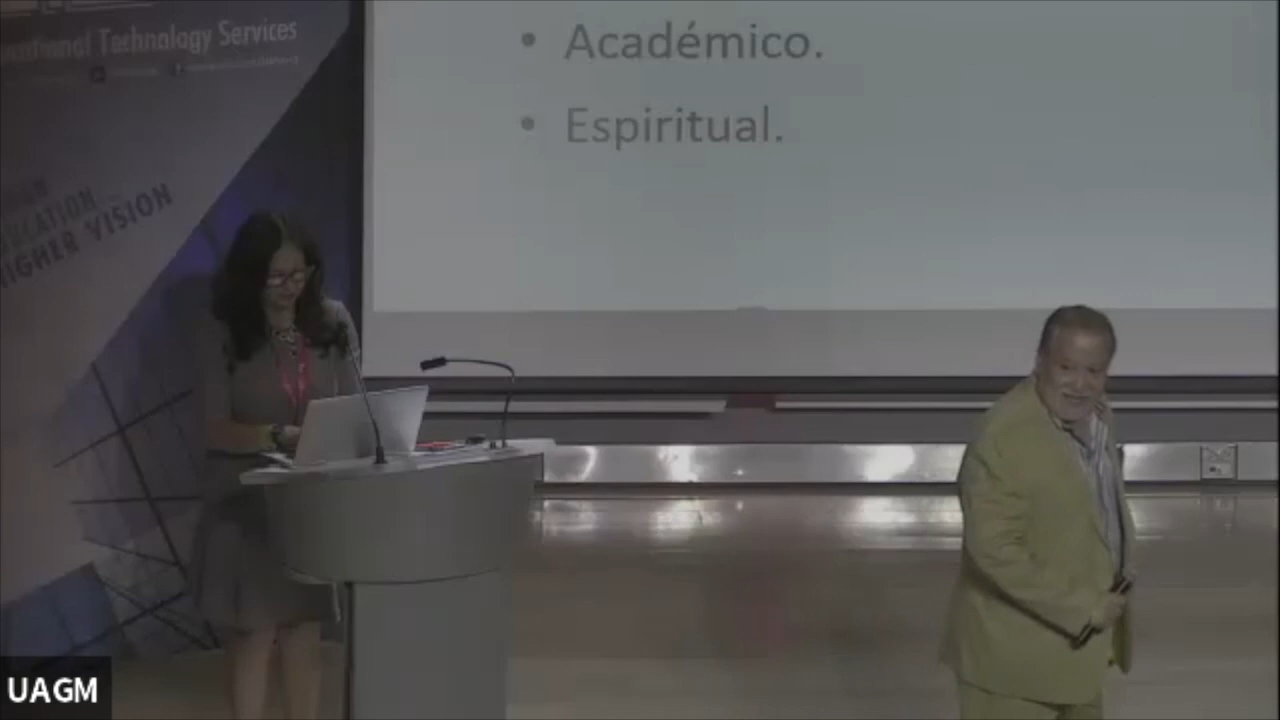 Technology Services
HIGHER VISION
• Académico.
• Espiritual.
UAGM